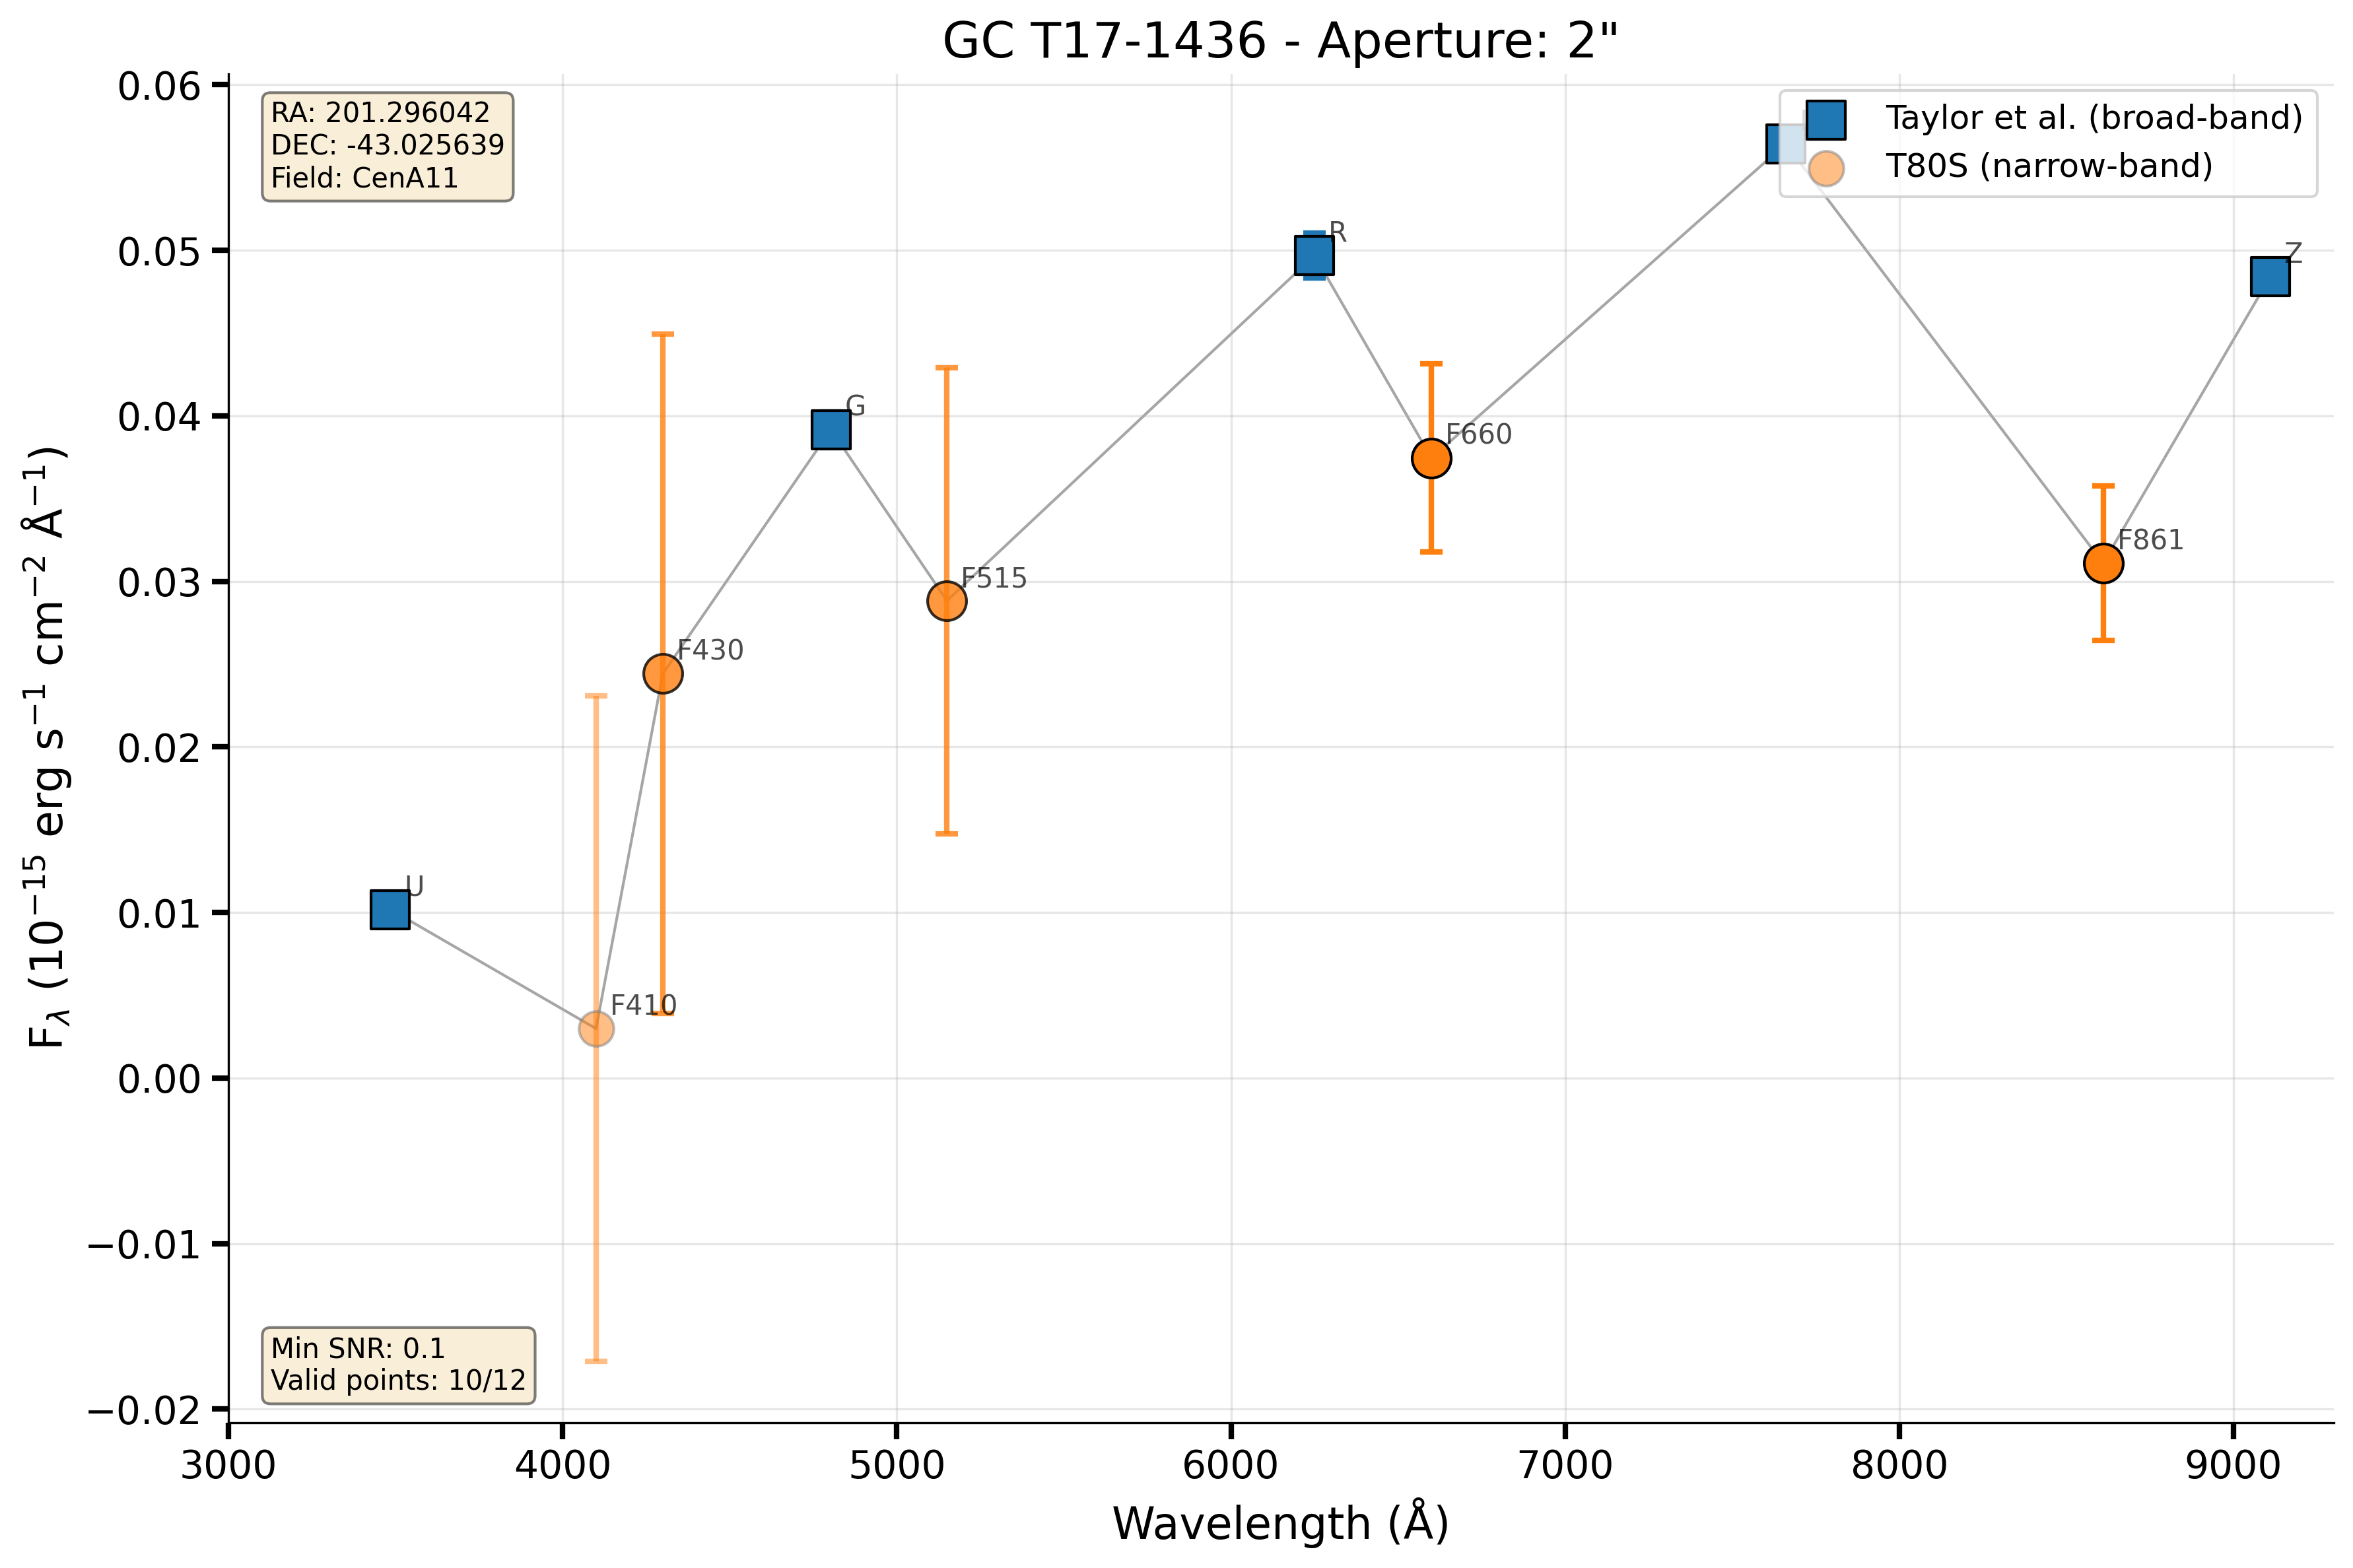 GC T17-1436 - Aperture: 2"
RA: 201.296042
DEC: -43.025639
Field: CenA11
Taylor et al. (broad-band)
T80S (narrow-band)
0.06
0.05
0.04
0.03
0.02
0.01
0.00
−0.01
−0.02
F_λ (10⁻¹⁵ erg s⁻¹ cm⁻² Å⁻¹)
U
F410
F430
G
F515
R
F660
F861
Z
Min SNR: 0.1
Valid points: 10/12
3000 4000 5000 6000 7000 8000 9000
Wavelength (Å)